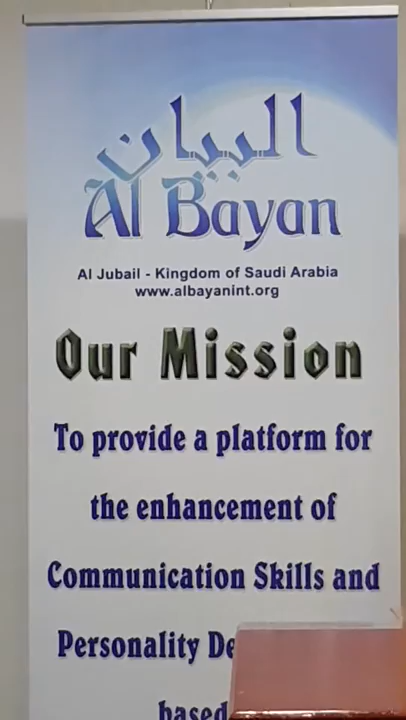 البيان
Al Bayan
Al Jubail - Kingdom of Saudi Arabia
www.albayanint.org
Our Mission
To provide a platform for
the enhancement of
Communication Skills and
Personality
based